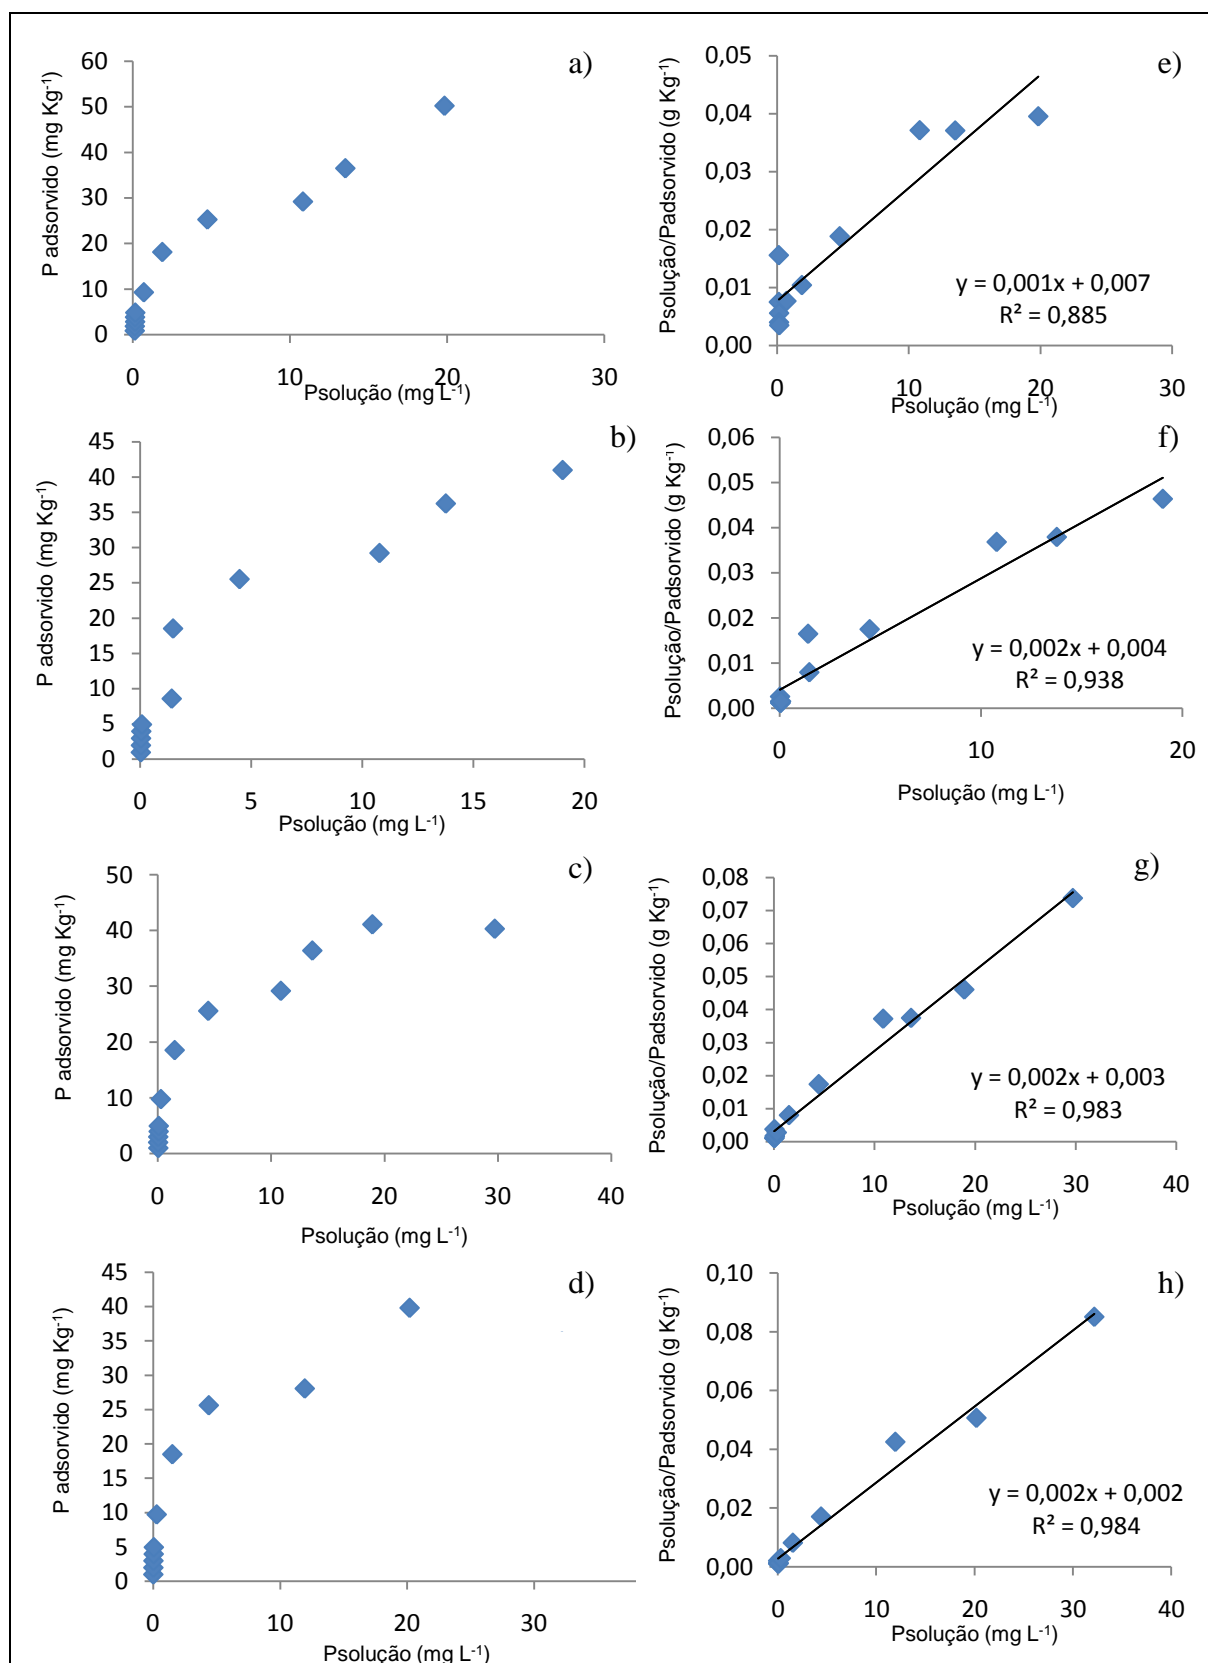 a)
P adsorvido (mg Kg-1)
60
50
40
30
20
10
0
0 10 20 30
Psolução (mg L-1)
e)
Psolução/Padsorvido (g Kg-1)
0,05
0,04
0,03
0,02
0,01
0,00
y = 0,001x + 0,007
R² = 0,885
0 10 20 30
Psolução (mg L-1)
b)
P adsorvido (mg Kg-1)
45
40
35
30
25
20
15
10
5
0
0 5 10 15 20
Psolução (mg L-1)
f)
Psolução/Padsorvido (g Kg-1)
0,06
0,05
0,04
0,03
0,02
0,01
0,00
y = 0,002x + 0,004
R² = 0,938
0 10 20
Psolução (mg L-1)
c)
P adsorvido (mg Kg-1)
50
40
30
20
10
0
0 10 20 30 40
Psolução (mg L-1)
g)
Psolução/Padsorvido (g Kg-1)
0,08
0,07
0,06
0,05
0,04
0,03
0,02
0,01
0,00
y = 0,002x + 0,003
R² = 0,983
0 10 20 30 40
Psolução (mg L-1)
d)
P adsorvido (mg Kg-1)
45
40
35
30
25
20
15
10
5
0
0 10 20 30
Psolução (mg L-1)
h)
Psolução/Padsorvido (g Kg-1)
0,10
0,08
0,06
0,04
0,02
0,00
y = 0,002x + 0,002
R² = 0,984
0 10 20 30 40
Psolução (mg L-1)